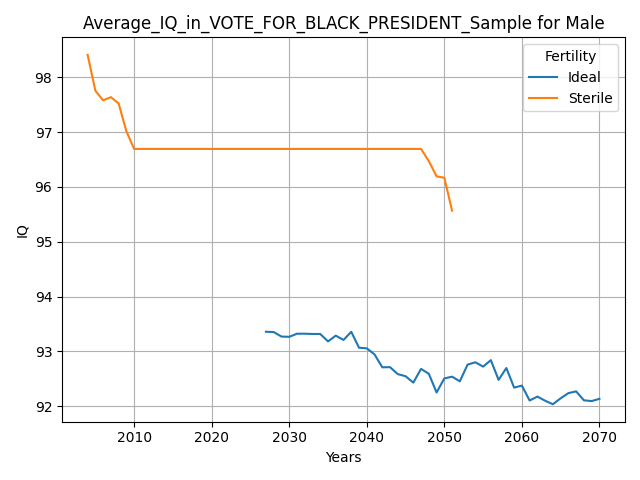 Average_IQ_in_VOTE_FOR_BLACK_PRESIDENT_Sample for Male
Fertility
Ideal
Sterile
98
97
96
95
94
93
92
IQ
2010
2020
2030
2040
2050
2060
2070
Years